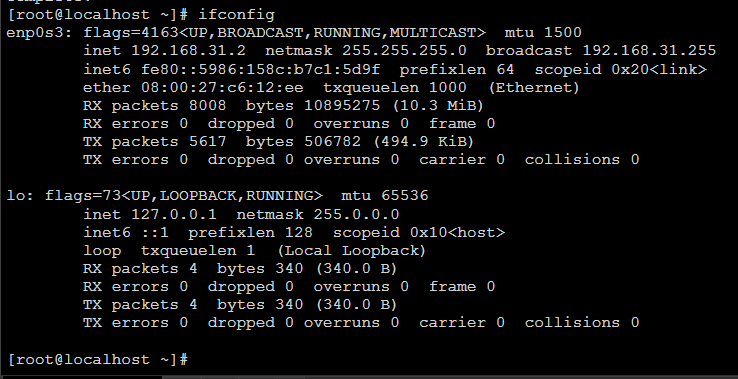 [root@localhost ~]# ifconfig
enp0s3: flags=4163<UP,BROADCAST,RUNNING,MULTICAST>  mtu 1500
        inet 192.168.31.2  netmask 255.255.255.0  broadcast 192.168.31.255
        inet6 fe80::5986:158c:b7c1:5d9f  prefixlen 64  scopeid 0x20<link>
        ether 08:00:27:c6:12:ee  txqueuelen 1000  (Ethernet)
        RX packets 8008  bytes 10895275 (10.3 MiB)
        RX errors 0  dropped 0  overruns 0  frame 0
        TX packets 5617  bytes 506782 (494.9 KiB)
        TX errors 0  dropped 0 overruns 0  carrier 0  collisions 0

lo: flags=73<UP,LOOPBACK,RUNNING>  mtu 65536
        inet 127.0.0.1  netmask 255.0.0.0
        inet6 ::1  prefixlen 128  scopeid 0x10<host>
        loop  txqueuelen 1  (Local Loopback)
        RX packets 4  bytes 340 (340.0 B)
        RX errors 0  dropped 0  overruns 0  frame 0
        TX packets 4  bytes 340 (340.0 B)
        TX errors 0  dropped 0 overruns 0  carrier 0  collisions 0

[root@localhost ~]#